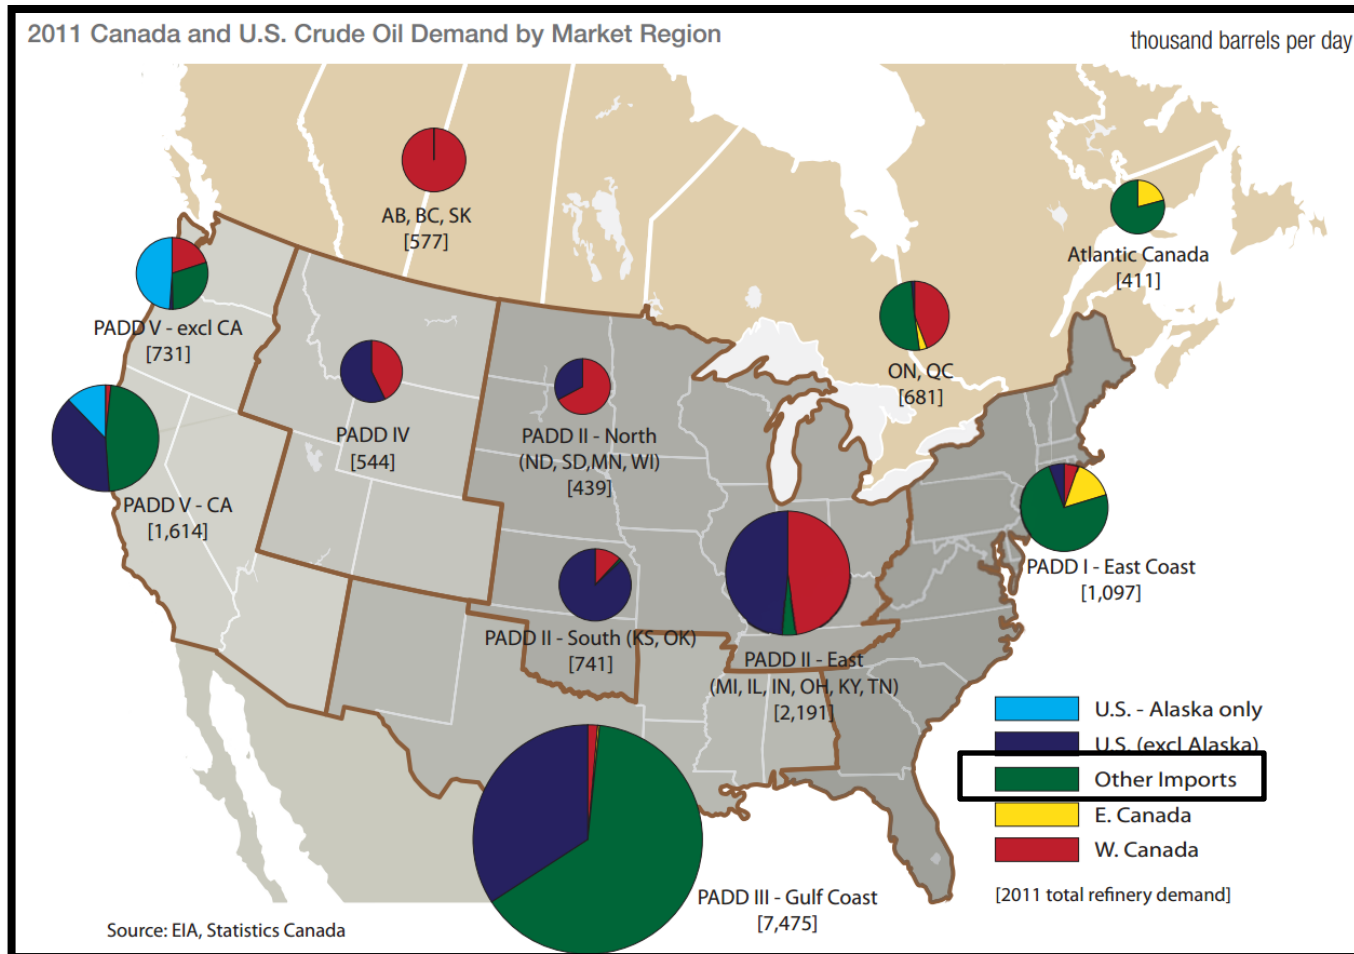 2011 Canada and U.S. Crude Oil Demand by Market Region
thousand barrels per day
AB, BC, SK
[577]
Atlantic Canada
[411]
PADD V - excl CA
[731]
ON, QC
[681]
PADD IV
[544]
PADD II - North
(ND, SD,MN, WI)
[439]
PADD V - CA
[1,614]
PADD I - East Coast
[1,097]
PADD II - South (KS, OK)
[741]
PADD II - East
(MI, IL, IN, OH, KY, TN)
[2,191]
U.S. - Alaska only
U.S. (excl Alaska)
Other Imports
E. Canada
W. Canada
[2011 total refinery demand]
PADD III - Gulf Coast
[7,475]
Source: EIA, Statistics Canada